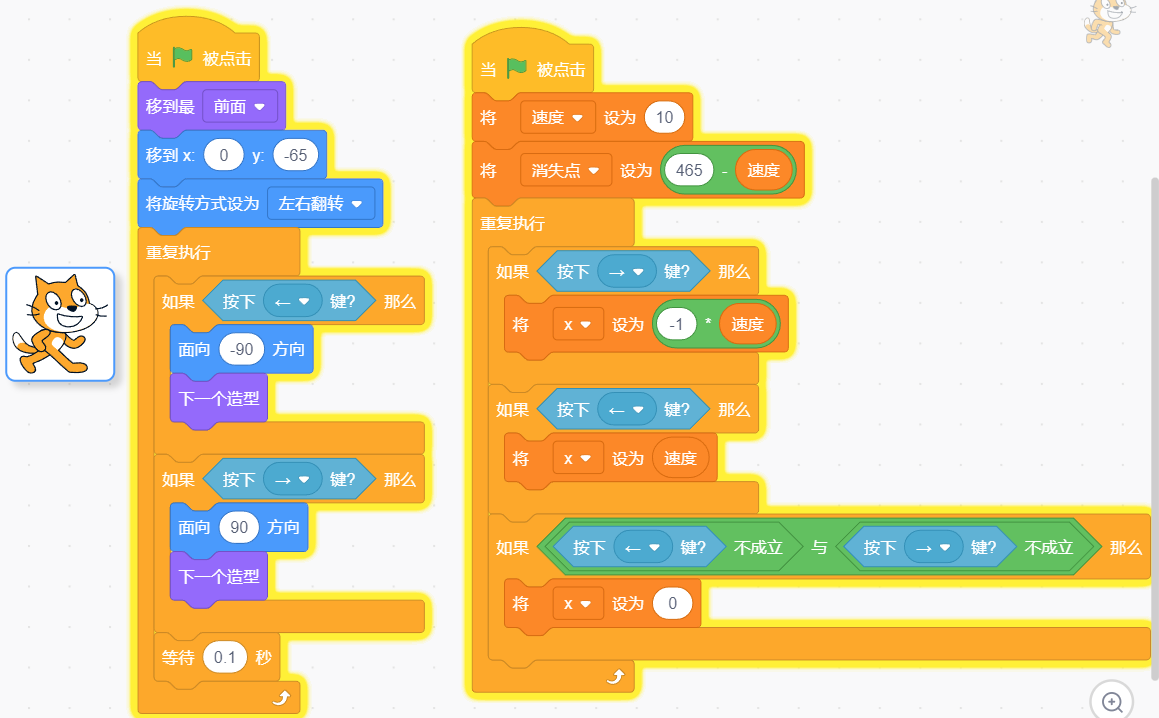 当 被点击
移到最 前面
移到 x: 0 y: -65
将旋转方式设为 左右翻转
重复执行
如果 按下 ← 键? 那么
面向 -90 方向
下一个造型
如果 按下 → 键? 那么
面向 90 方向
下一个造型
等待 0.1 秒
当 被点击
将 速度 设为 10
将 消失点 设为 465 - 速度
重复执行
如果 按下 → 键? 那么
将 x 设为 -1 * 速度
如果 按下 ← 键? 那么
将 x 设为 速度
如果 按下 ← 键? 不成立 与 按下 → 键? 不成立 那么
将 x 设为 0